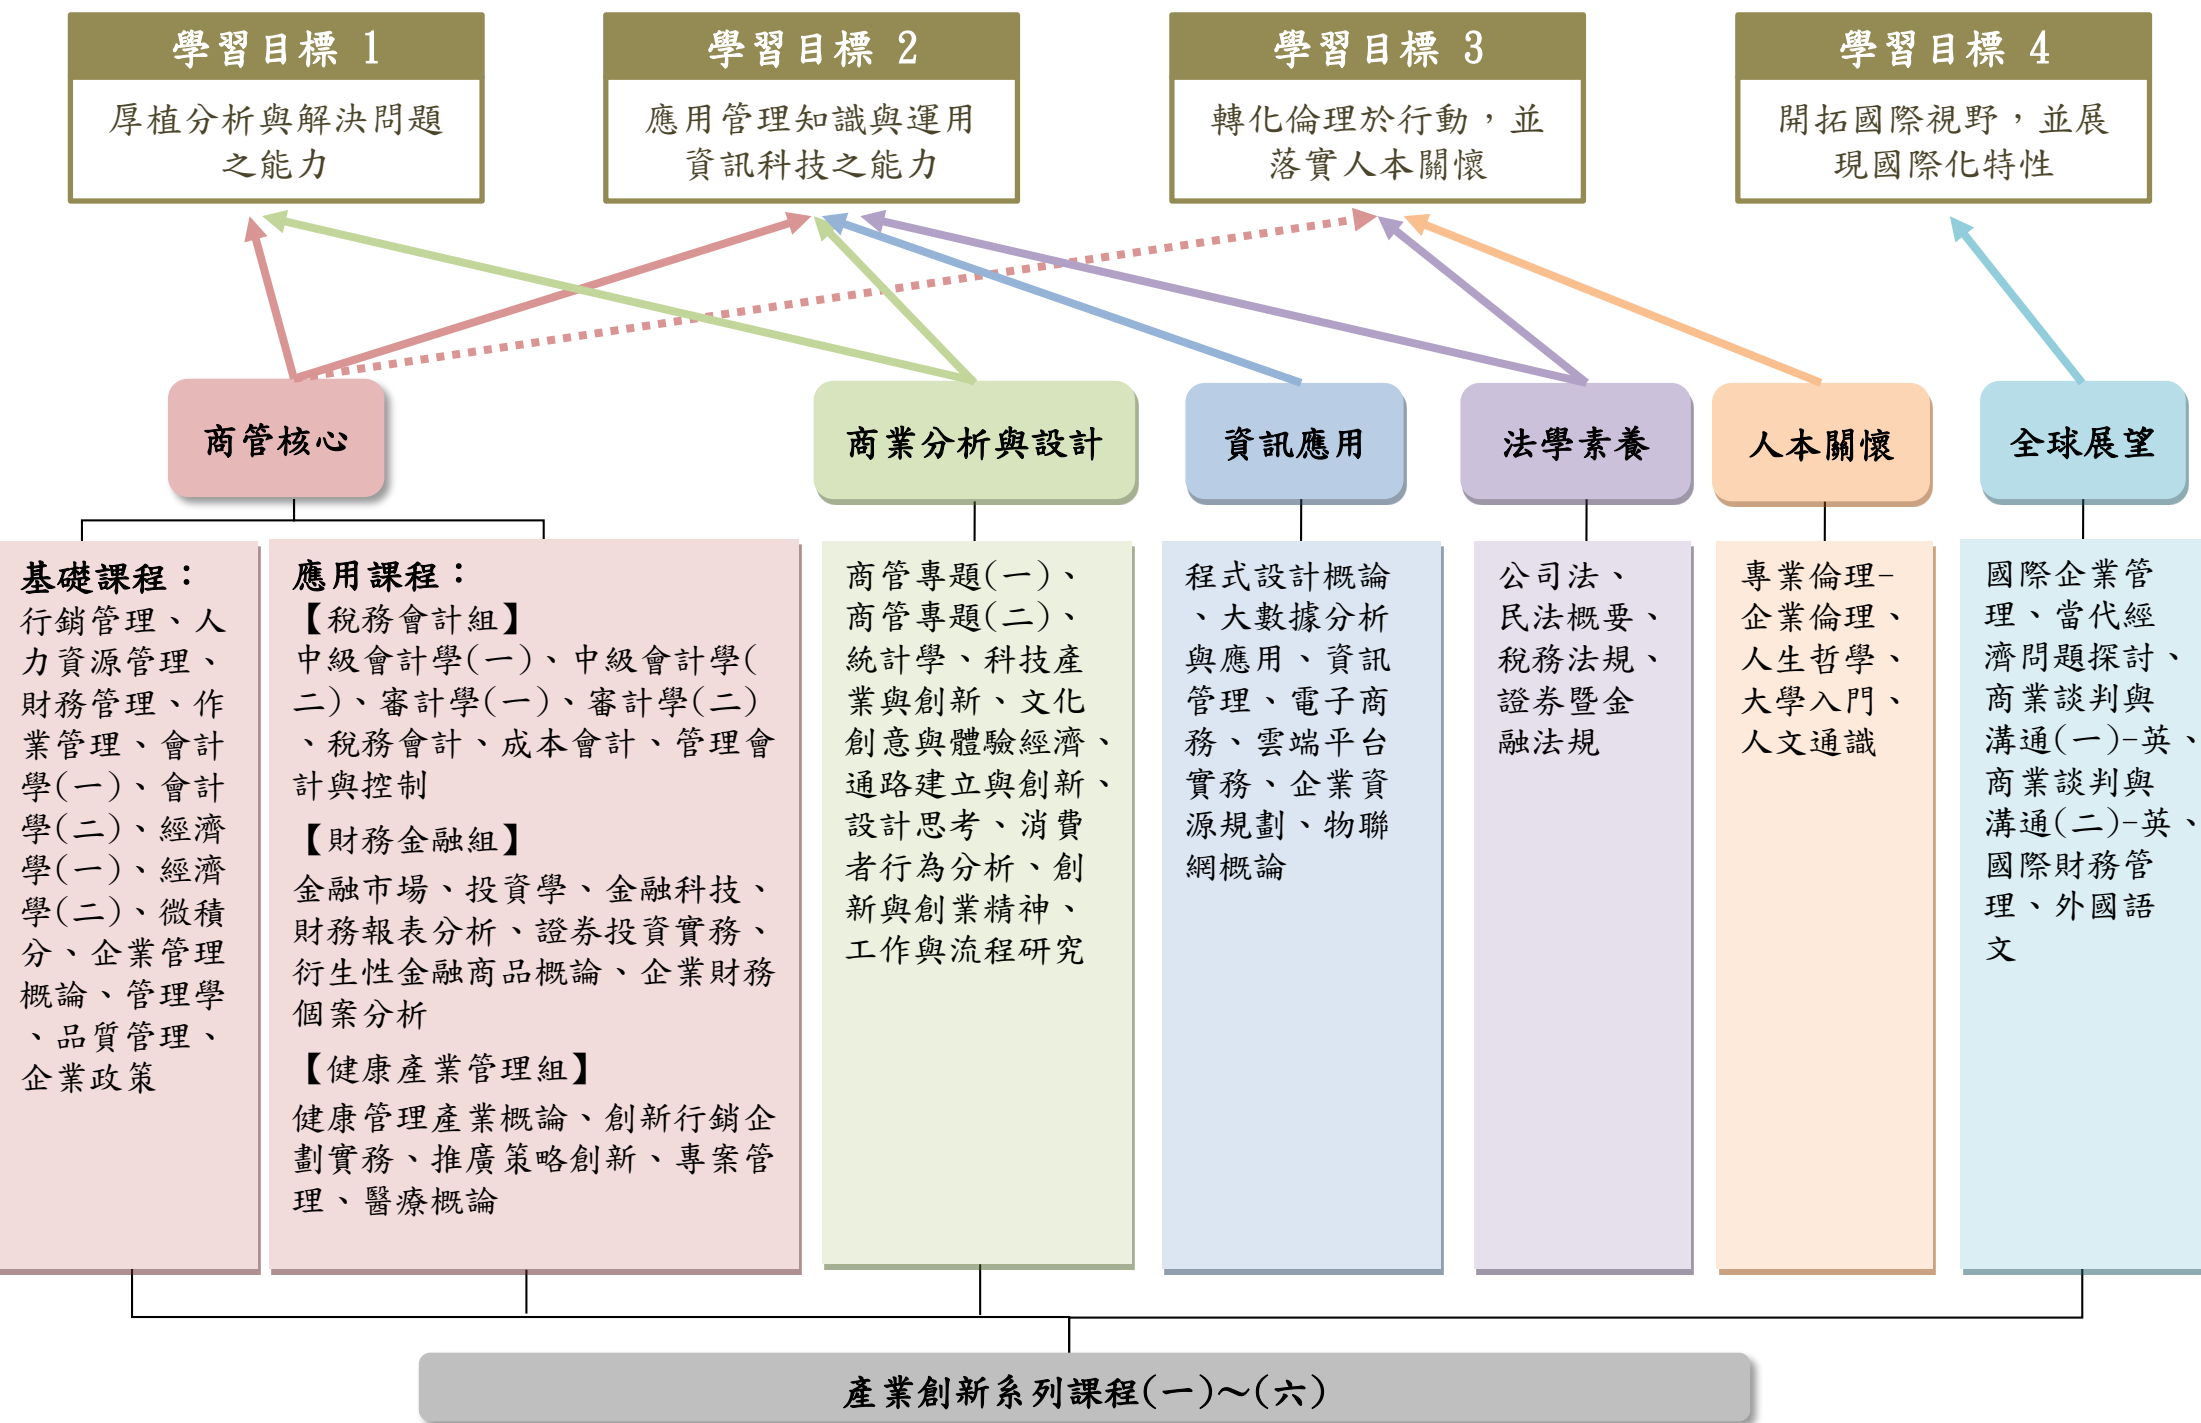 學習目標 1
厚植分析與解決問題
之能力
學習目標 2
應用管理知識與運用
資訊科技之能力
學習目標 3
轉化倫理於行動，並
落實人本關懷
學習目標 4
開拓國際視野，並展
現國際化特性
商管核心
商業分析與設計
資訊應用
法學素養
人本關懷
全球展望
基礎課程：
行銷管理、人
力資源管理、
財務管理、作
業管理、會計
學(一)、會計
學(二)、經濟
學(一)、經濟
學(二)、微積
分、企業管理
概論、管理學
、品質管理、
企業政策
應用課程：
【稅務會計組】
中級會計學(一)、中級會計學(
二)、審計學(一)、審計學(二)
、稅務會計、成本會計、管理會
計與控制
【財務金融組】
金融市場、投資學、金融科技、
財務報表分析、證券投資實務、
衍生性金融商品概論、企業財務
個案分析
【健康產業管理組】
健康管理產業概論、創新行銷企
劃實務、推廣策略創新、專案管
理、醫療概論
商管專題(一)、
商管專題(二)、
統計學、科技產
業與創新、文化
創意與體驗經濟、
通路建立與創新、
設計思考、消費
者行為分析、創
新與創業精神、
工作與流程研究
程式設計概論
、大數據分析
與應用、資訊
管理、電子商
務、雲端平台
實務、企業資
源規劃、物聯
網概論
公司法、
民法概要、
稅務法規、
證券暨金
融法規
專業倫理-
企業倫理、
人生哲學、
大學入門、
人文通識
國際企業管
理、當代經
濟問題探討、
商業談判與
溝通(一)-英、
商業談判與
溝通(二)-英、
國際財務管
理、外國語
文
產業創新系列課程(一)～(六)